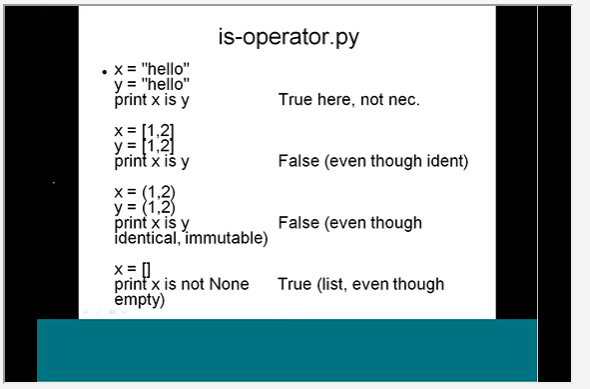 is-operator.py
• x = "hello"
y = "hello"
print x is y True here, not nec.
x = [1,2]
y = [1,2]
print x is y False (even though ident)
x = (1,2)
y = (1,2)
print x is y False (even though
identical, immutable)
x = []
print x is not None True (list, even though
empty)